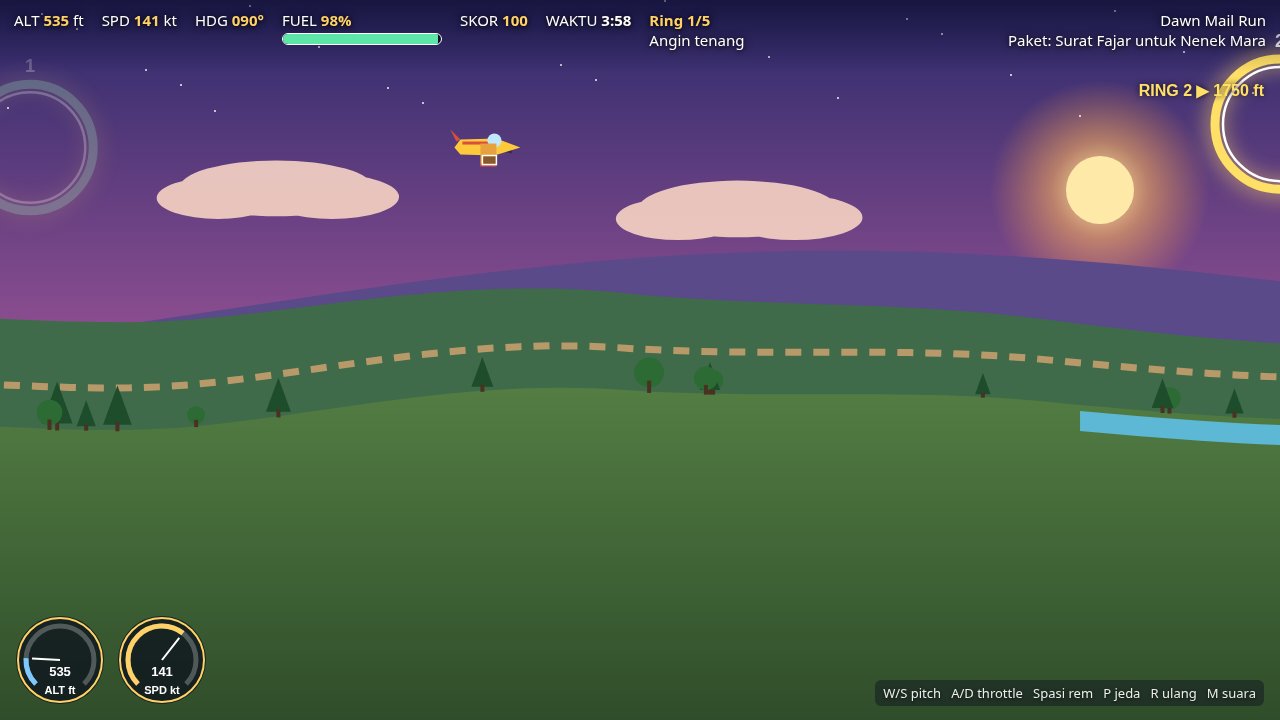 ALT 535 ft SPD 141 kt HDG 090° FUEL 98% SKOR 100 WAKTU 3:58 Ring 1/5 Dawn Mail Run
Angin tenang Paket: Surat Fajar untuk Nenek Mara
1
2
RING 2 ▶ 1750 ft
535
ALT ft
141
SPD kt
W/S pitch A/D throttle Spasi rem P jeda R ulang M suara